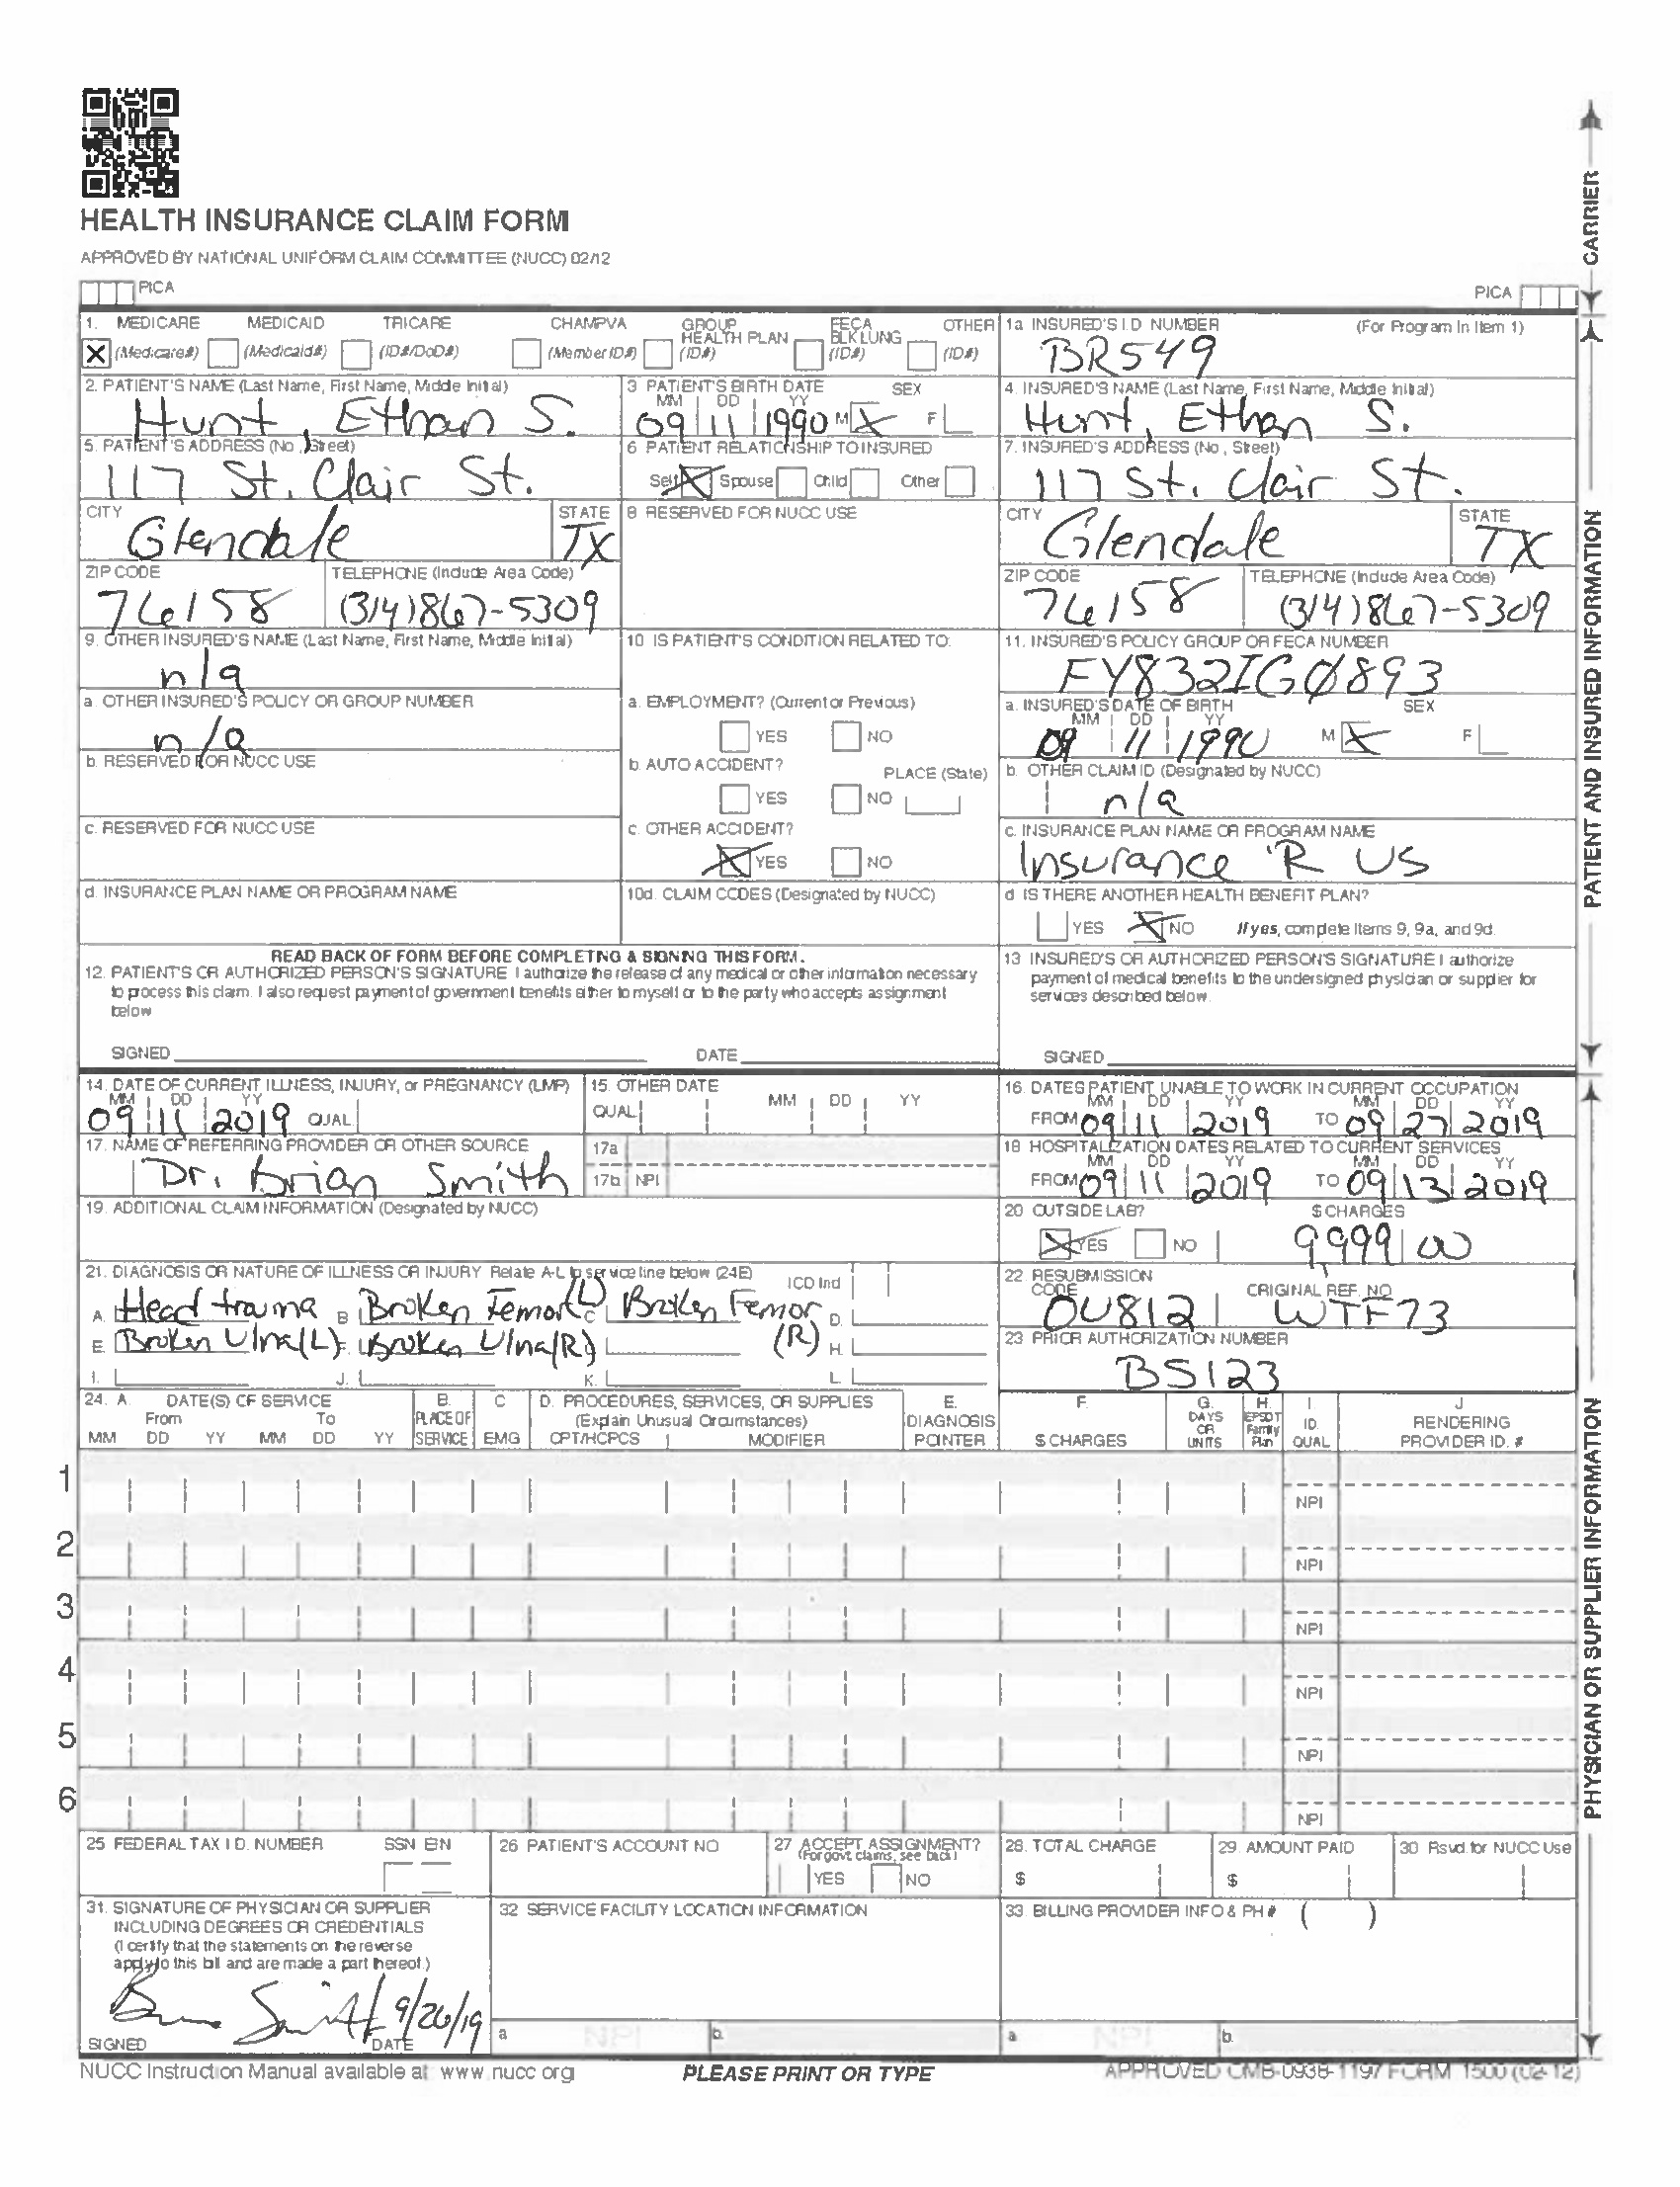 HEALTH INSURANCE CLAIM FORM
APPROVED BY NATIONAL UNIFORM CLAIM COMMITTEE (NUCC) 02/12
PICA
PICA
CARRIER
1. MEDICARE MEDICAID TRICARE CHAMPVA GROUP HEALTH PLAN FECA BLK LUNG OTHER
X (Medicare#) (Medicaid#) (ID#/DoD#) (Member ID#) (ID#) (ID#) (ID#)
1a INSURED'S I.D NUMBER (For Program In Item 1)
BR549
2. PATIENT'S NAME (Last Name, First Name, Middle Initial)
Hunt, Ethan S.
3 PATIENT'S BIRTH DATE SEX
MM DD YY
09 11 1990 M X F
4. INSURED'S NAME (Last Name, First Name, Middle Initial)
Hunt, Ethan S.
5. PATIENT'S ADDRESS (No, Street)
117 St. Clair St.
6 PATIENT RELATIONSHIP TO INSURED
Self X Spouse Child Other
7. INSURED'S ADDRESS (No, Street)
117 St. Clair St.
CITY STATE
Glendale TX
8 RESERVED FOR NUCC USE
CITY STATE
Glendale TX
ZIP CODE TELEPHONE (Include Area Code)
76158 (314)867-5309
ZIP CODE TELEPHONE (Include Area Code)
76158 (314)867-5309
9. OTHER INSURED'S NAME (Last Name, First Name, Middle Initial)
n/a
10 IS PATIENT'S CONDITION RELATED TO:
11. INSURED'S POLICY GROUP OR FECA NUMBER
FY832IGØ893
a. OTHER INSURED'S POLICY OR GROUP NUMBER
n/a
a. EMPLOYMENT? (Current or Previous)
YES NO
a. INSURED'S DATE OF BIRTH SEX
MM DD YY
09 11 1990 M X F
b. RESERVED FOR NUCC USE
b. AUTO ACCIDENT? PLACE (State)
YES NO
b. OTHER CLAIM ID (Designated by NUCC)
n/a
c. RESERVED FOR NUCC USE
c. OTHER ACCIDENT?
X YES NO
c. INSURANCE PLAN NAME OR PROGRAM NAME
Insurance 'R US
d. INSURANCE PLAN NAME OR PROGRAM NAME
10d. CLAIM CODES (Designated by NUCC)
d IS THERE ANOTHER HEALTH BENEFIT PLAN?
YES X NO If yes, complete items 9, 9a, and 9d.
READ BACK OF FORM BEFORE COMPLETING & SIGNING THIS FORM.
12. PATIENT'S OR AUTHORIZED PERSON'S SIGNATURE I authorize the release of any medical or other information necessary
to process this claim. I also request payment of government benefits either to myself or to the party who accepts assignment
below
SIGNED DATE
13 INSURED'S OR AUTHORIZED PERSON'S SIGNATURE I authorize
payment of medical benefits to the undersigned physician or supplier for
services described below.
SIGNED
PATIENT AND INSURED INFORMATION
14. DATE OF CURRENT ILLNESS, INJURY, or PREGNANCY (LMP)
MM DD YY
09 11 2019 QUAL
15. OTHER DATE
QUAL MM DD YY
16. DATES PATIENT UNABLE TO WORK IN CURRENT OCCUPATION
MM DD YY MM DD YY
FROM 09 11 2019 TO 09 27 2019
17. NAME OF REFERRING PROVIDER OR OTHER SOURCE
Dr. Brian Smith
17a
17b NPI
18 HOSPITALIZATION DATES RELATED TO CURRENT SERVICES
MM DD YY MM DD YY
FROM 09 11 2019 TO 09 13 2019
19. ADDITIONAL CLAIM INFORMATION (Designated by NUCC)
20 OUTSIDE LAB? $ CHARGES
X YES NO 9999 00
21. DIAGNOSIS OR NATURE OF ILLNESS OR INJURY Relate A-L to service line below (24E) ICD Ind
A. Head trauma B Broken Femor (L) C Broken Femor (R) D.
E. Broken Ulna (L) F. Broken Ulna (R) H.
I. J. K. L.
22 RESUBMISSION CODE ORIGINAL REF. NO
OU812 WTF73
23 PRIOR AUTHORIZATION NUMBER
BS123
24. A DATE(S) OF SERVICE B. C D. PROCEDURES, SERVICES, OR SUPPLIES E. F. G. H. I. J
From To PLACE OF (Explain Unusual Circumstances) DIAGNOSIS DAYS OR EPSDT Family ID. RENDERING
MM DD YY MM DD YY SERVICE EMG CPT/HCPCS MODIFIER POINTER $ CHARGES UNITS Plan QUAL PROVIDER ID. #
1 NPI
2 NPI
3 NPI
4 NPI
5 NPI
6 NPI
25 FEDERAL TAX I D. NUMBER SSN EIN
26 PATIENT'S ACCOUNT NO
27 ACCEPT ASSIGNMENT?
(For govt. claims, see back)
YES NO
28. TOTAL CHARGE
$
29. AMOUNT PAID
$
30 Rsvd. for NUCC Use
31. SIGNATURE OF PHYSICIAN OR SUPPLIER
INCLUDING DEGREES OR CREDENTIALS
(I certify that the statements on the reverse
apply to this bill and are made a part thereof.)
Smith 9/26/19
SIGNED DATE
32 SERVICE FACILITY LOCATION INFORMATION
a NPI b.
33. BILLING PROVIDER INFO & PH # ( )
a NPI b.
PHYSICIAN OR SUPPLIER INFORMATION
NUCC Instruction Manual available at: www.nucc.org
PLEASE PRINT OR TYPE
APPROVED OMB-0938-1197 FORM 1500 (02-12)